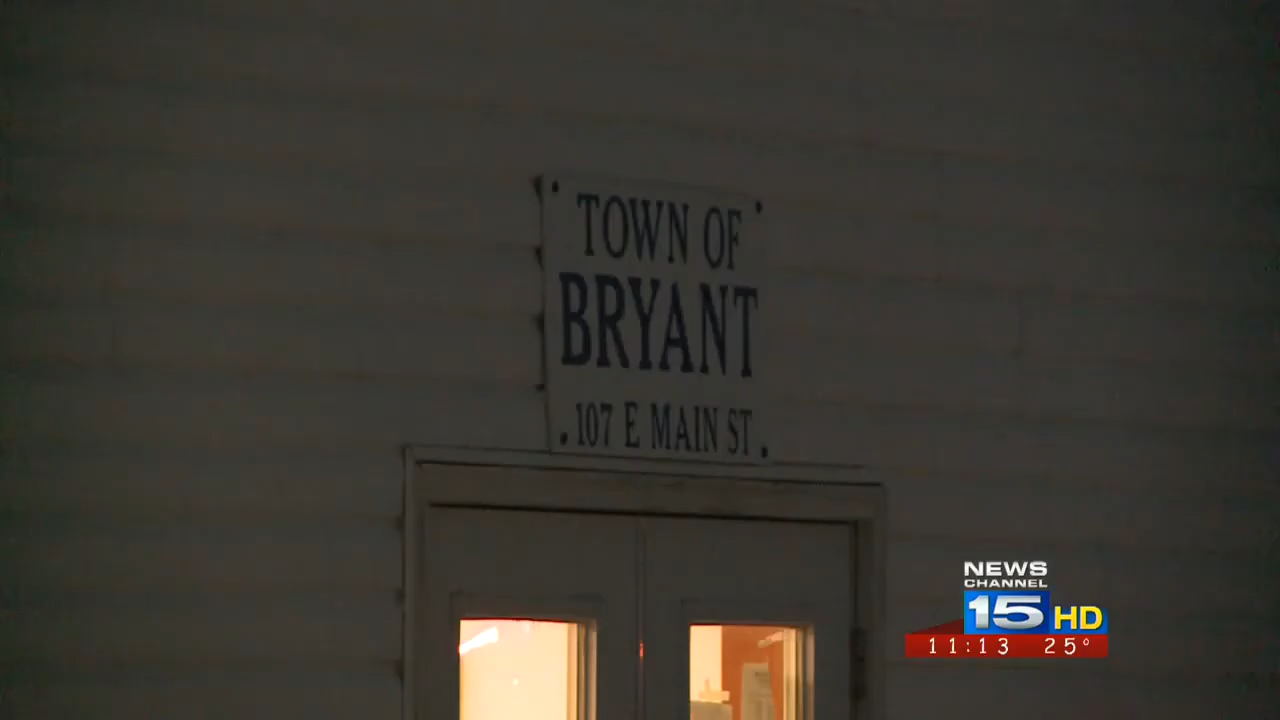 TOWN OF
BRYANT
107 E MAIN ST
NEWS
CHANNEL
15 HD
11:13 25°